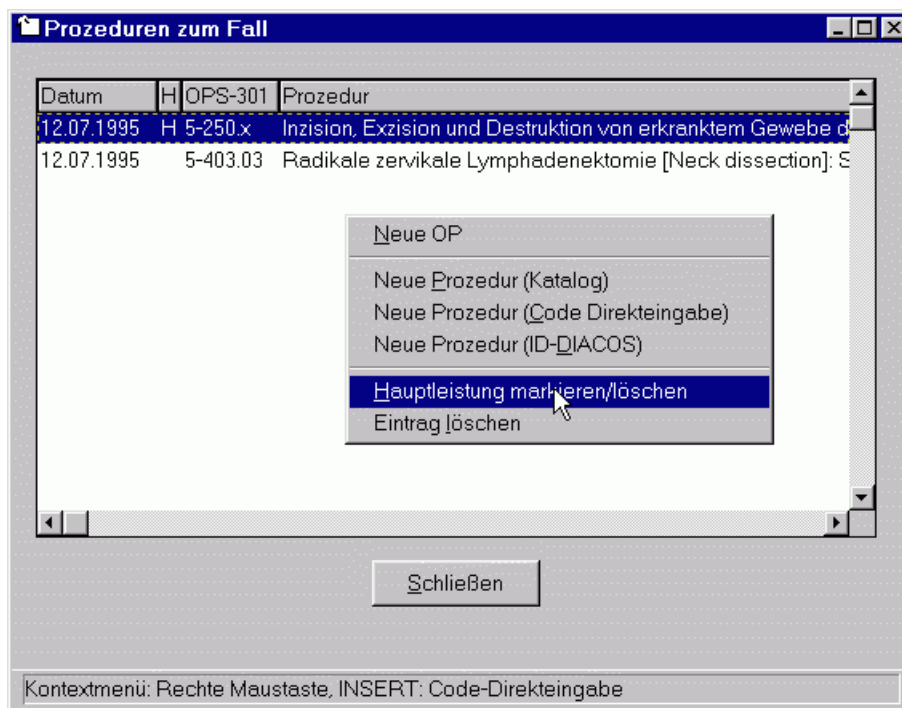 Prozeduren zum Fall
Datum H OPS-301 Prozedur
12.07.1995 H 5-250.x Inzision, Exzision und Destruktion von erkranktem Gewebe d
12.07.1995 5-403.03 Radikale zervikale Lymphadenektomie [Neck dissection]: S
Neue OP
Neue Prozedur (Katalog)
Neue Prozedur (Code Direkteingabe)
Neue Prozedur (ID-DIACOS)
Hauptleistung markieren/löschen
Eintrag löschen
Schließen
Kontextmenü: Rechte Maustaste, INSERT: Code-Direkteingabe